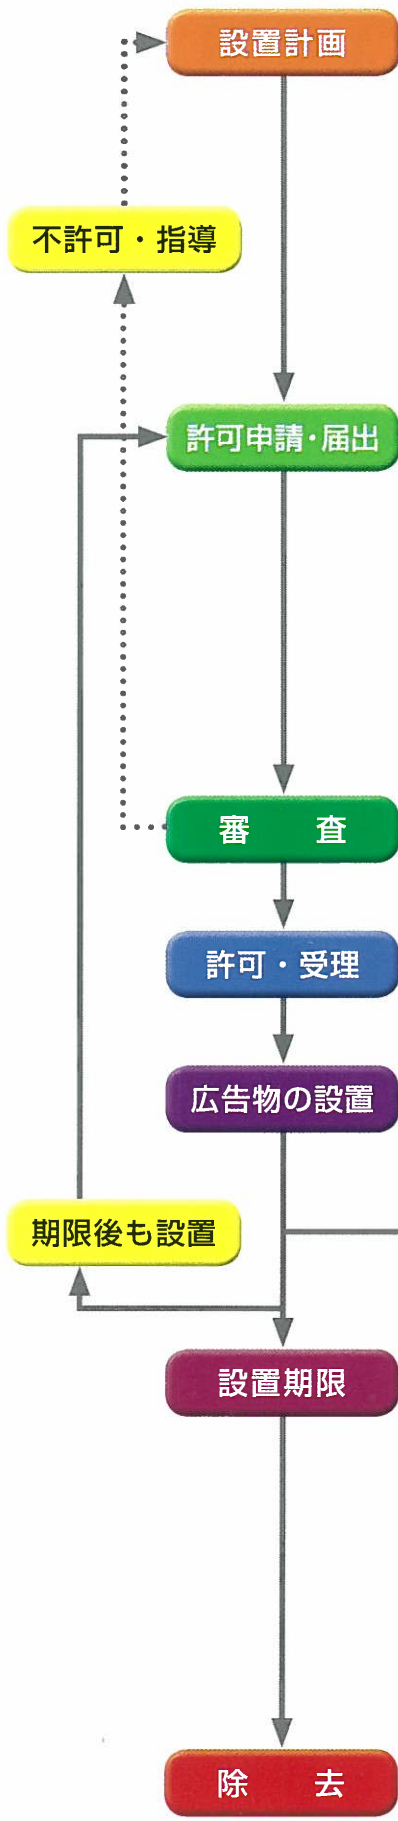 設置計画
不許可・指導
許可申請・届出
審　査
許可・受理
広告物の設置
期限後も設置
設置期限
除　去